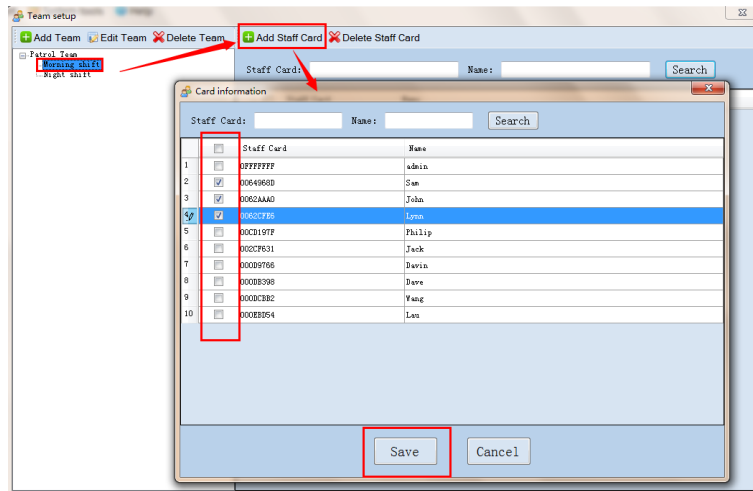 Team setup
Add Team Edit Team Delete Team Add Staff Card Delete Staff Card
Patrol Team
Morning shift
Night shift
Staff Card: Name: Search
Card information
Staff Card: Name: Search
Staff Card Name
1 0FFFFFFF admin
2 0064968D Sam
3 0062AAA0 John
4 0062CFE6 Lynn
5 00CD197F Philip
6 002CF631 Jack
7 000D9766 Davin
8 000DB398 Dave
9 000DCBB2 Wang
10 000EBD54 Lau
Save Cancel